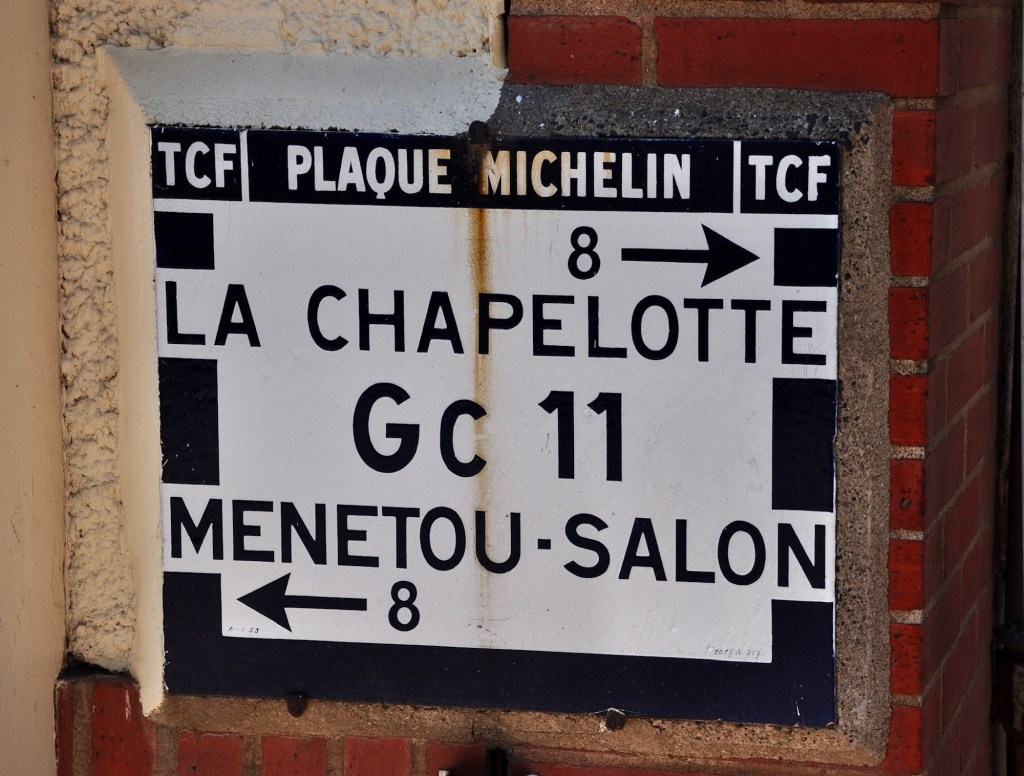 TCF PLAQUE MICHELIN TCF
8 →
LA CHAPELOTTE
Gc 11
MENETOU-SALON
← 8